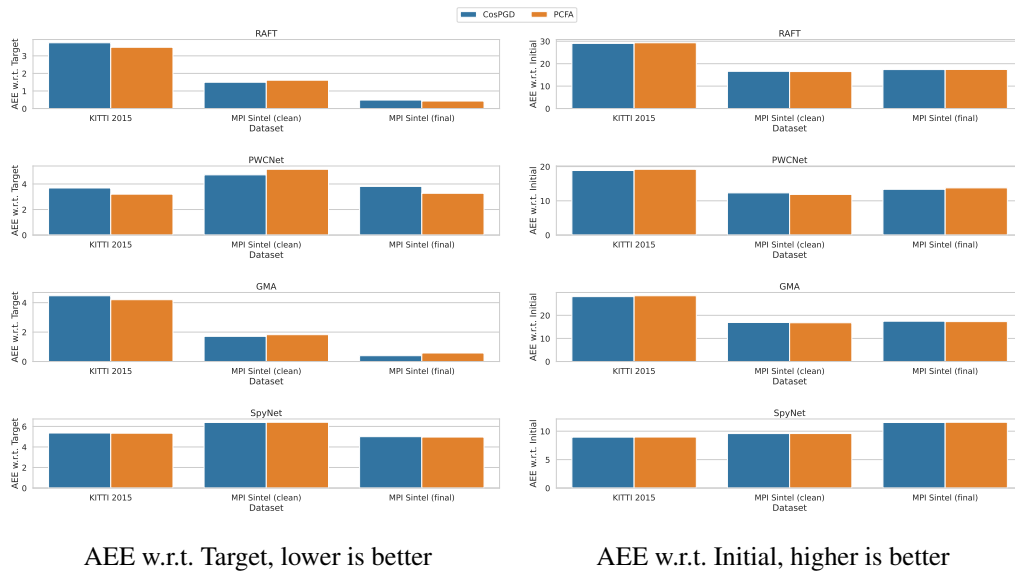 CosPGD PCFA
RAFT
AEE w.r.t. Target
3
2
1
0
KITTI 2015 MPI Sintel (clean) MPI Sintel (final)
Dataset
RAFT
AEE w.r.t. Initial
30
20
10
0
KITTI 2015 MPI Sintel (clean) MPI Sintel (final)
Dataset
PWCNet
AEE w.r.t. Target
4
2
0
KITTI 2015 MPI Sintel (clean) MPI Sintel (final)
Dataset
PWCNet
AEE w.r.t. Initial
20
10
0
KITTI 2015 MPI Sintel (clean) MPI Sintel (final)
Dataset
GMA
AEE w.r.t. Target
4
2
0
KITTI 2015 MPI Sintel (clean) MPI Sintel (final)
Dataset
GMA
AEE w.r.t. Initial
20
10
0
KITTI 2015 MPI Sintel (clean) MPI Sintel (final)
Dataset
SpyNet
AEE w.r.t. Target
6
4
2
0
KITTI 2015 MPI Sintel (clean) MPI Sintel (final)
Dataset
SpyNet
AEE w.r.t. Initial
10
5
0
KITTI 2015 MPI Sintel (clean) MPI Sintel (final)
Dataset
AEE w.r.t. Target, lower is better
AEE w.r.t. Initial, higher is better